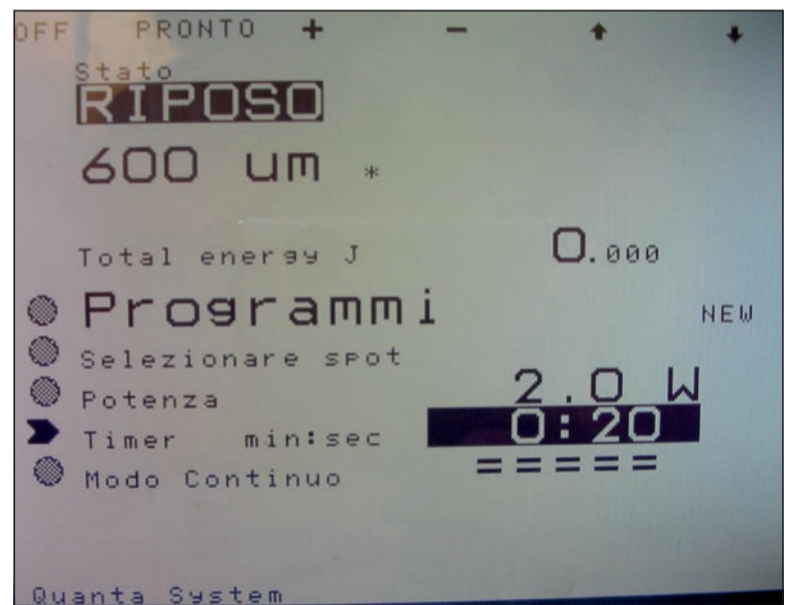 OFF PRONTO + - ↑ ↓
Stato
RIPOSO
600 um *
Total energy J 0.000
Programmi NEW
Selezionare spot
Potenza 2.0 W
Timer min:sec 0:20
Modo Continuo =====
Quanta System